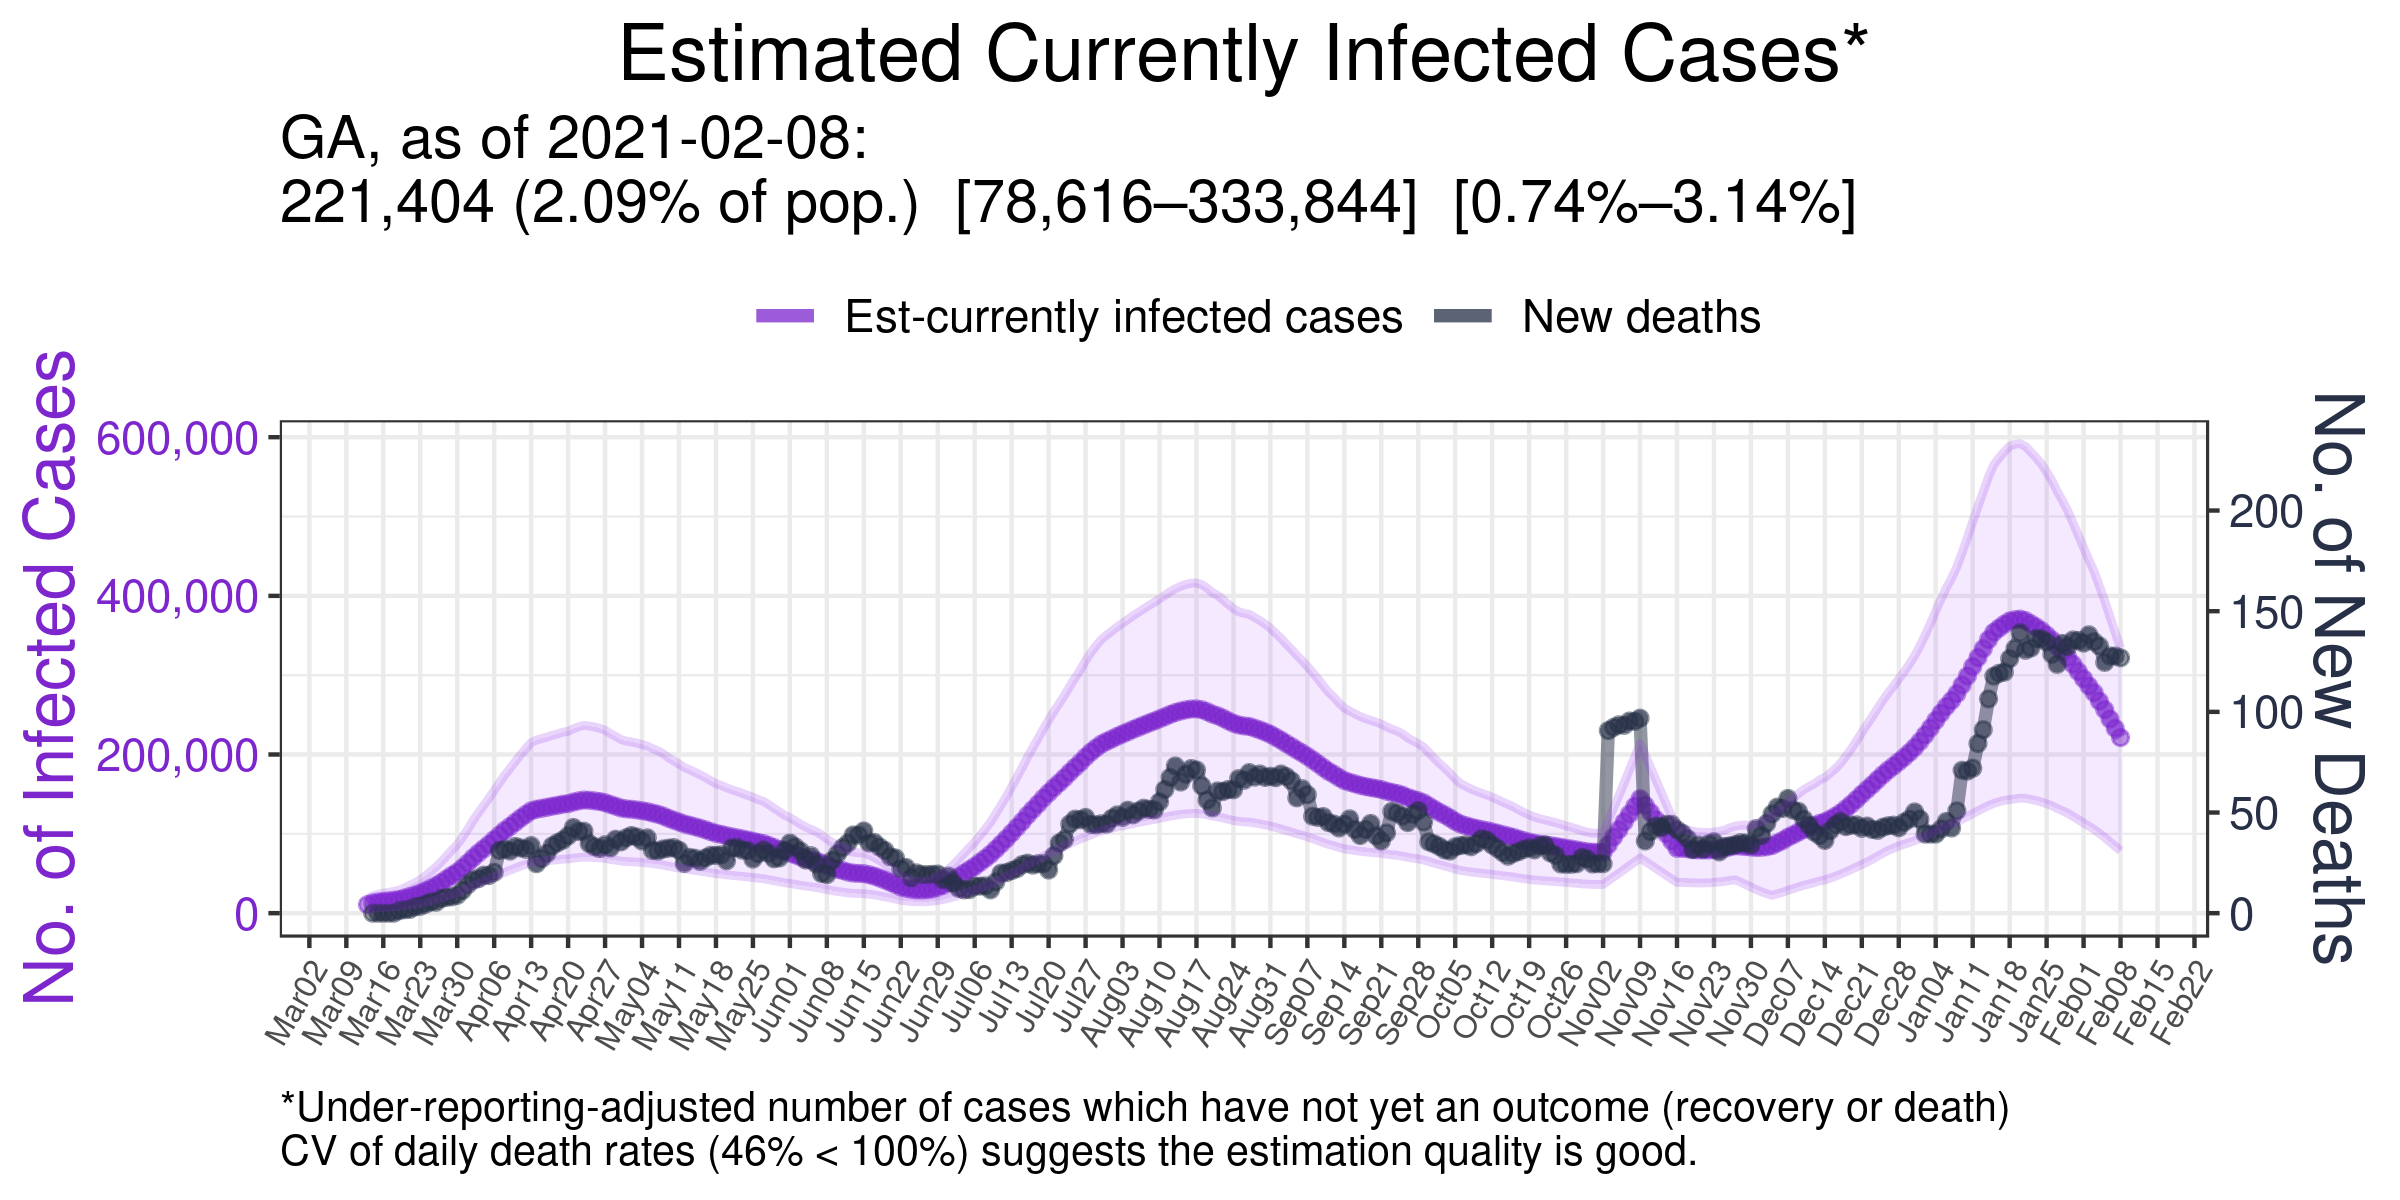 Estimated Currently Infected Cases*
GA, as of 2021-02-08:
221,404 (2.09% of pop.)  [78,616–333,844]  [0.74%–3.14%]
Est-currently infected cases
New deaths
No. of Infected Cases
600,000
400,000
200,000
0
200
150
100
50
0
No. of New Deaths
Mar02
Mar09
Mar16
Mar23
Mar30
Apr06
Apr13
Apr20
Apr27
May04
May11
May18
May25
Jun01
Jun08
Jun15
Jun22
Jun29
Jul06
Jul13
Jul20
Jul27
Aug03
Aug10
Aug17
Aug24
Aug31
Sep07
Sep14
Sep21
Sep28
Oct05
Oct12
Oct19
Oct26
Nov02
Nov09
Nov16
Nov23
Nov30
Dec07
Dec14
Dec21
Dec28
Jan04
Jan11
Jan18
Jan25
Feb01
Feb08
Feb15
Feb22
*Under-reporting-adjusted number of cases which have not yet an outcome (recovery or death)
CV of daily death rates (46% < 100%) suggests the estimation quality is good.